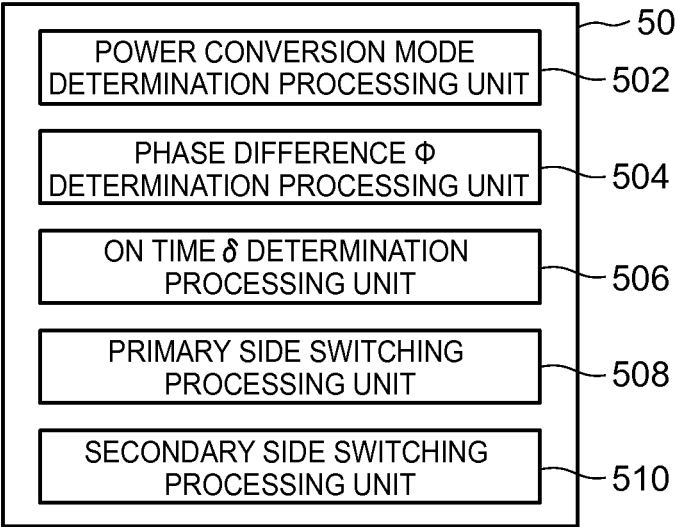 50
POWER CONVERSION MODE
DETERMINATION PROCESSING UNIT
502
PHASE DIFFERENCE Φ
DETERMINATION PROCESSING UNIT
504
ON TIME δ DETERMINATION
PROCESSING UNIT
506
PRIMARY SIDE SWITCHING
PROCESSING UNIT
508
SECONDARY SIDE SWITCHING
PROCESSING UNIT
510